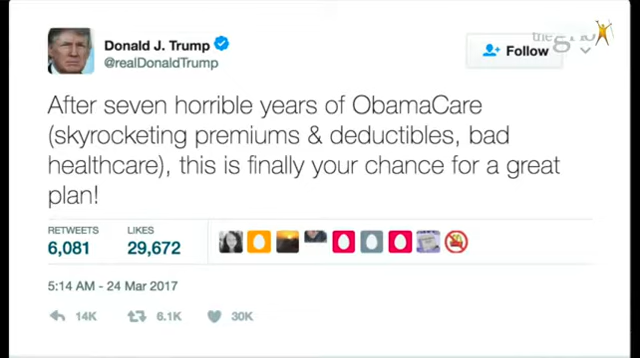 Donald J. Trump
@realDonaldTrump
Follow
After seven horrible years of ObamaCare
(skyrocketing premiums & deductibles, bad
healthcare), this is finally your chance for a great
plan!
RETWEETS
6,081
LIKES
29,672
5:14 AM - 24 Mar 2017
14K
6.1K
30K